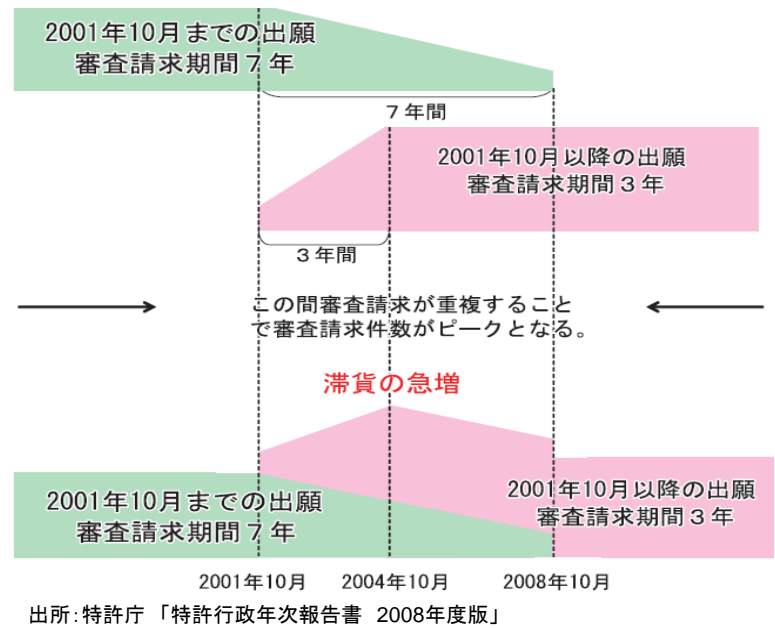 2001年10月までの出願
審査請求期間７年
７年間
2001年10月以降の出願
審査請求期間３年
３年間
この間審査請求が重複すること
で審査請求件数がピークとなる。
滞貨の急増
2001年10月までの出願
審査請求期間７年
2001年10月以降の出願
審査請求期間３年
2001年10月
2004年10月
2008年10月
出所：特許庁 「特許行政年次報告書　2008年度版」